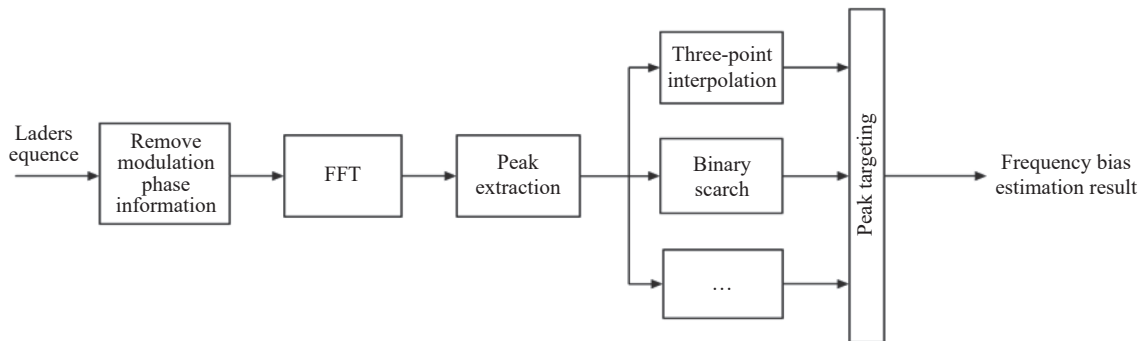 Laders
equence
Remove
modulation
phase
information
FFT
Peak
extraction
Three-point
interpolation
Binary
scarch
...
Peak targeting
Frequency bias
estimation result